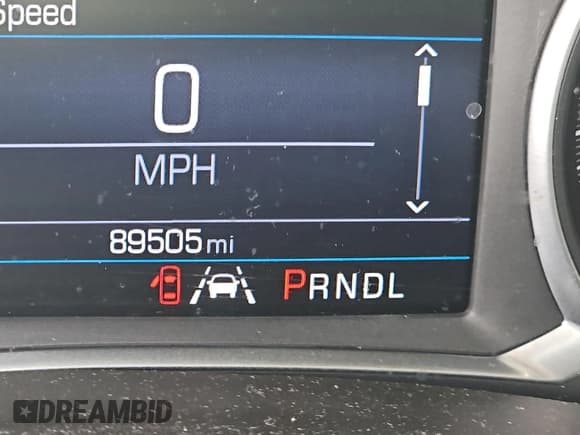 Speed
0
MPH
89505 mi
PRNDL
DREAMBID